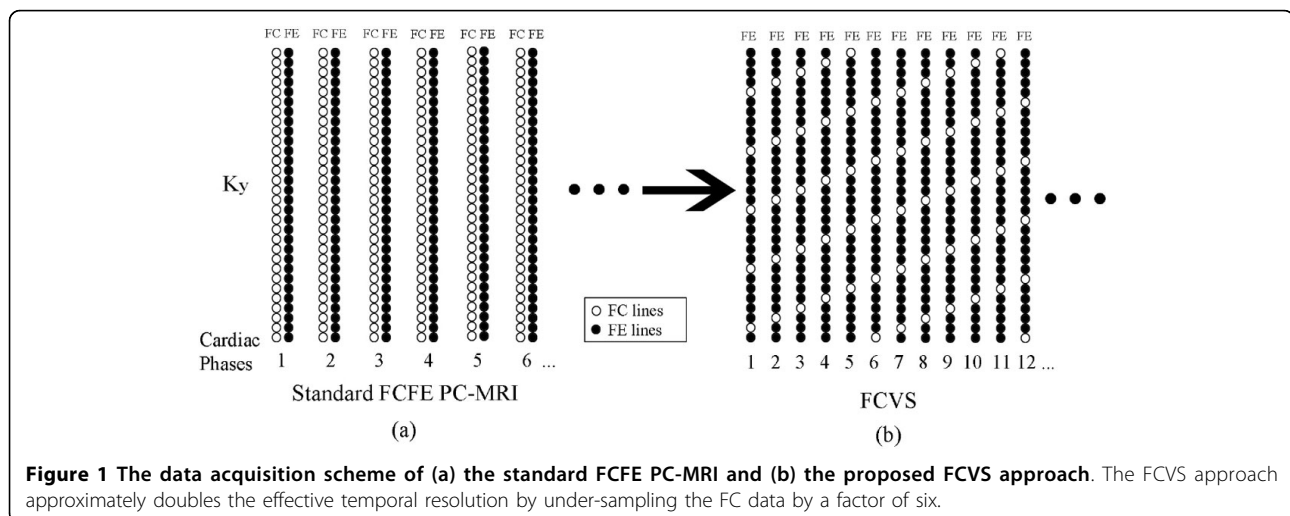 FC FE FC FE FC FE FC FE FC FE FC FE
FE FE FE FE FE FE FE FE FE FE FE FE
Ky
FC lines
FE lines
Cardiac
Phases
1 2 3 4 5 6 ...
1 2 3 4 5 6 7 8 9 10 11 12 ...
Standard FCFE PC-MRI
FCVS
(a)
(b)
Figure 1 The data acquisition scheme of (a) the standard FCFE PC-MRI and (b) the proposed FCVS approach. The FCVS approach
approximately doubles the effective temporal resolution by under-sampling the FC data by a factor of six.